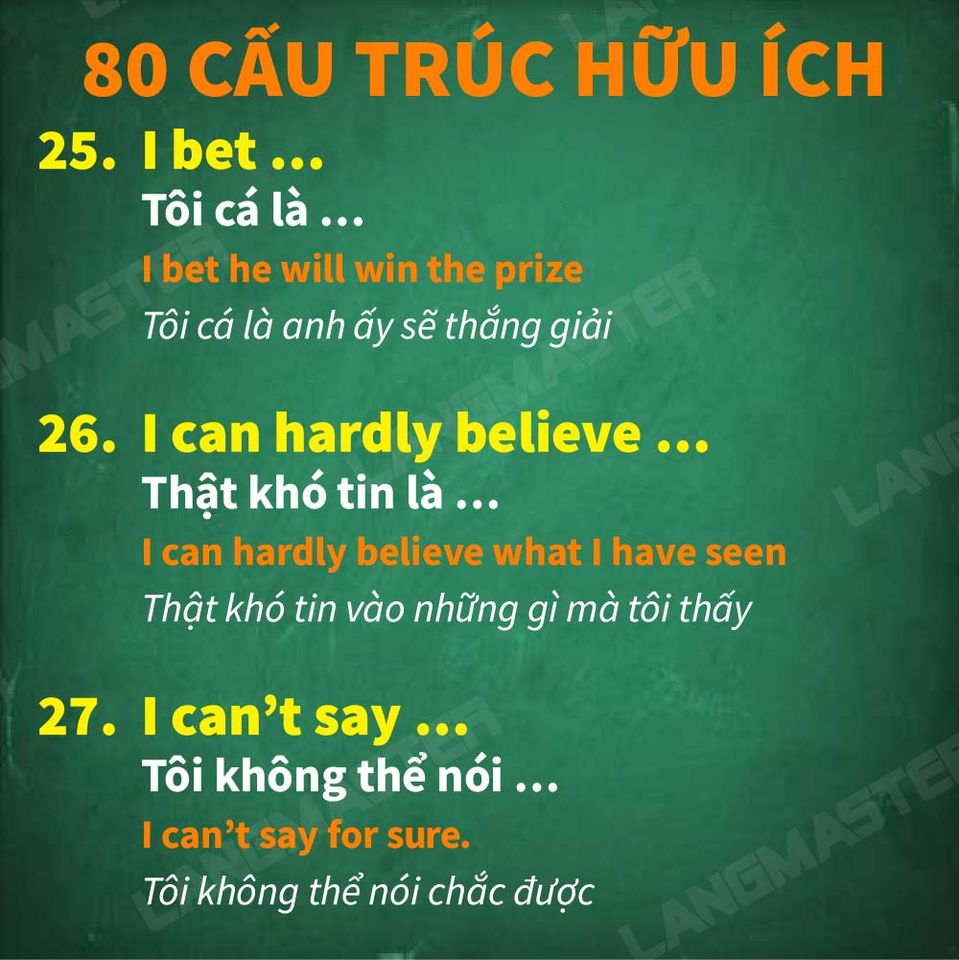 80 CẤU TRÚC HỮU ÍCH
25. I bet ...
Tôi cá là ...
I bet he will win the prize
Tôi cá là anh ấy sẽ thắng giải
26. I can hardly believe ...
Thật khó tin là ...
I can hardly believe what I have seen
Thật khó tin vào những gì mà tôi thấy
27. I can’t say ...
Tôi không thể nói ...
I can’t say for sure.
Tôi không thể nói chắc được
LANGMASTER
LANGMASTER
LANGMASTER
LANGMASTER